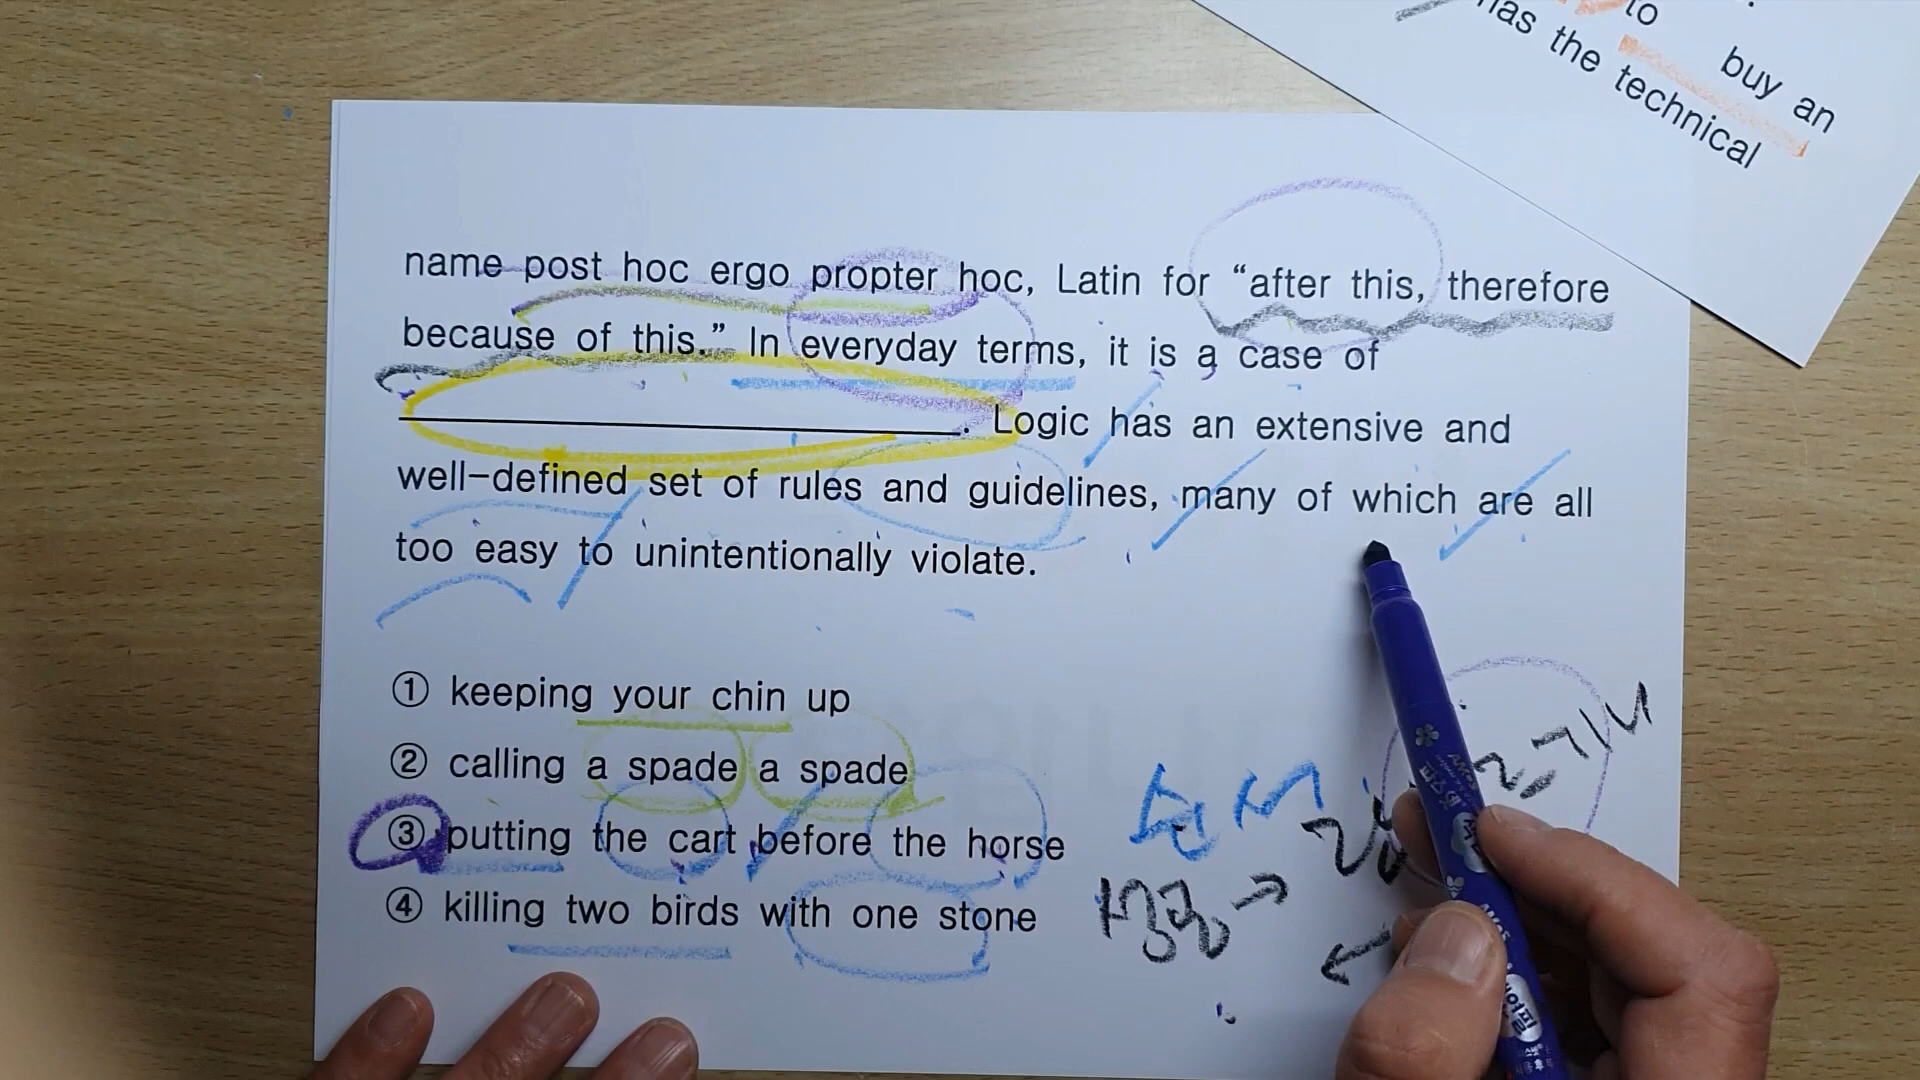 to buy an
has the technical
name post hoc ergo propter hoc, Latin for “after this, therefore
because of this.” In everyday terms, it is a case of
__________. Logic has an extensive and
well-defined set of rules and guidelines, many of which are all
too easy to unintentionally violate.
① keeping your chin up
② calling a spade a spade
③ putting the cart before the horse
④ killing two birds with one stone
순서